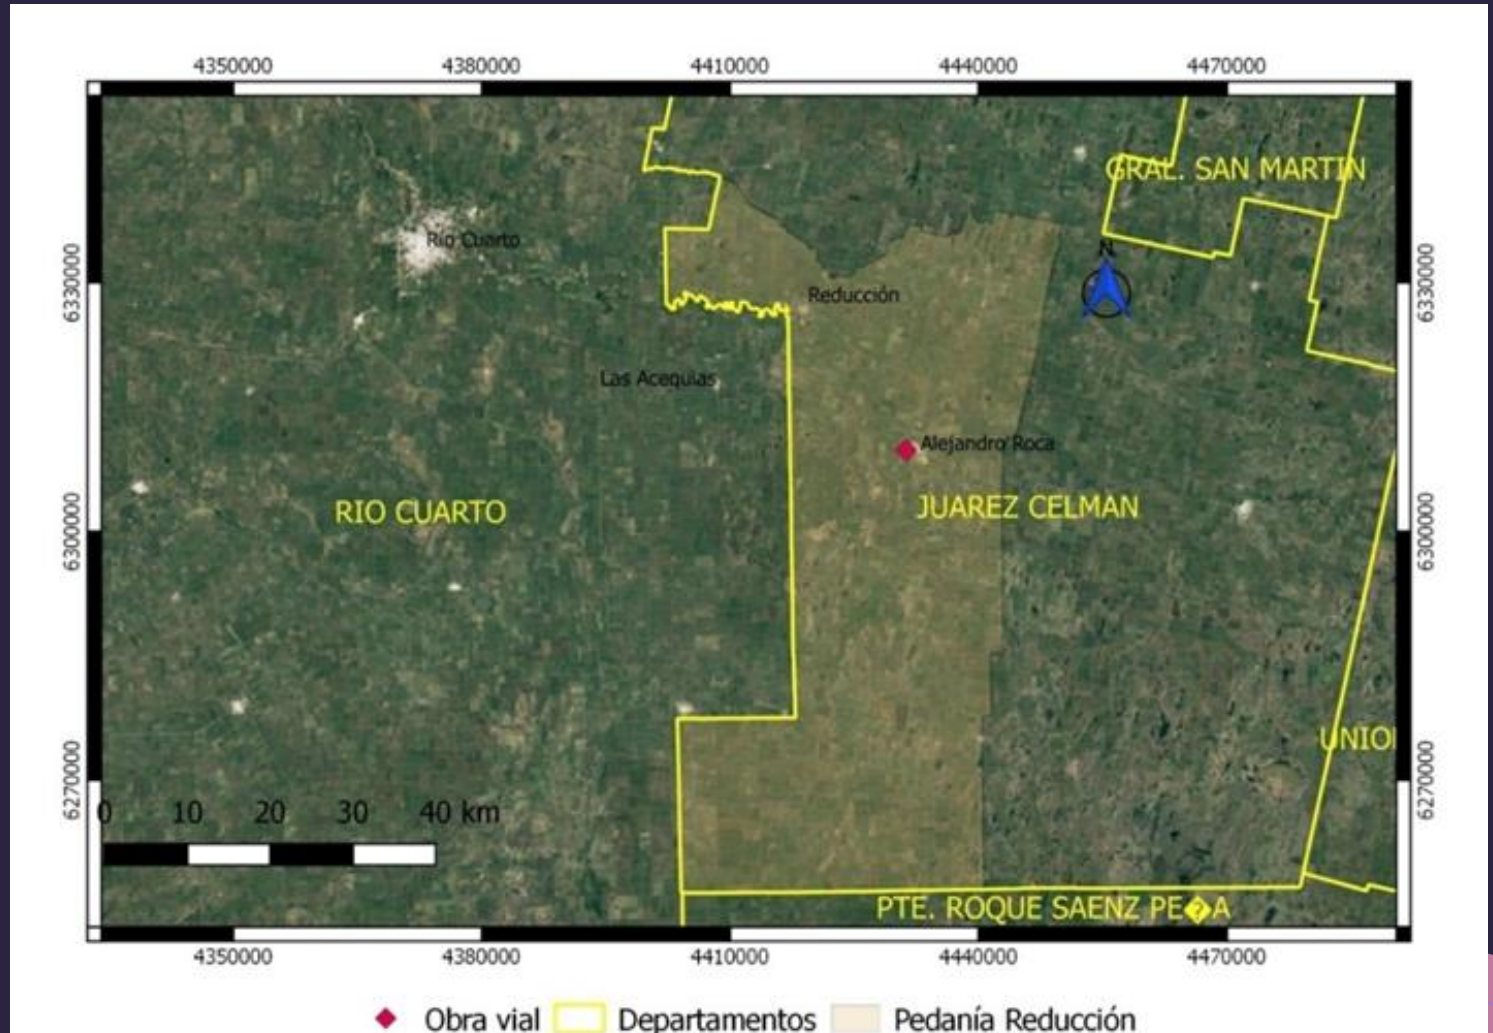 4350000 4380000 4410000 4440000 4470000
GRAL. SAN MARTIN
Rio Cuarto
N
6330000 6330000
Reducción
Las Acequias
Alejandro Roca
RIO CUARTO JUAREZ CELMAN
6300000 6300000
UNIO
6270000 6270000
0 10 20 30 40 km
PTE. ROQUE SAENZ PE�A
4350000 4380000 4410000 4440000 4470000
Obra vial Departamentos Pedanía Reducción